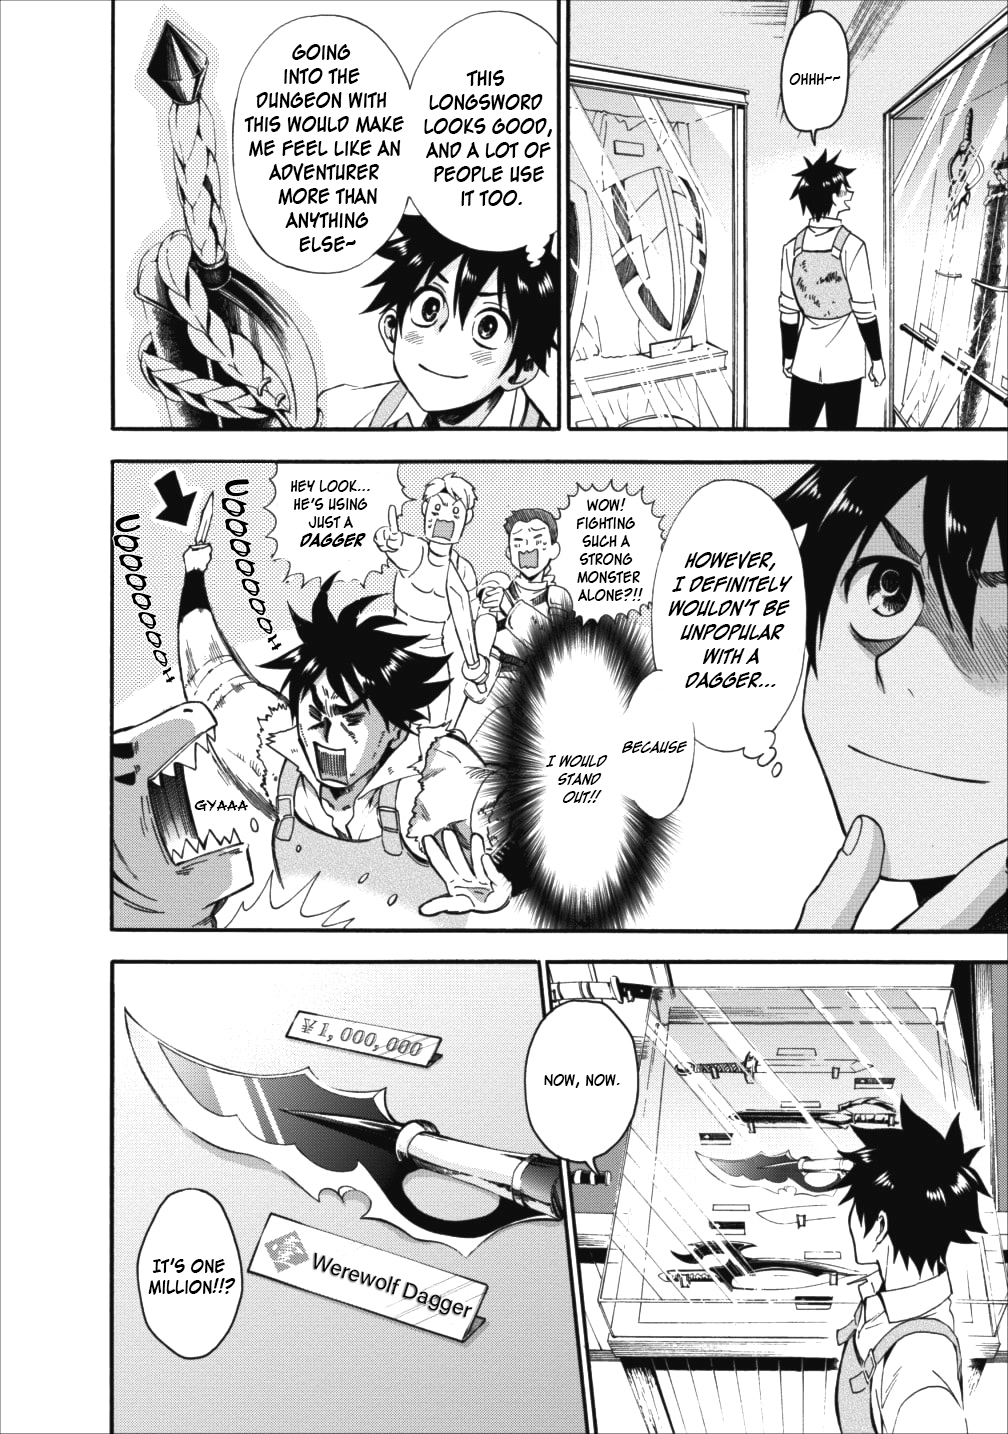 OHHH~~
THIS
LONGSWORD
LOOKS GOOD,
AND A LOT OF
PEOPLE USE
IT TOO.
GOING
INTO THE
DUNGEON WITH
THIS WOULD MAKE
ME FEEL LIKE AN
ADVENTURER
MORE THAN
ANYTHING
ELSE~
HOWEVER,
I DEFINITELY
WOULDN'T BE
UNPOPULAR
WITH A
DAGGER...
BECAUSE
I WOULD
STAND
OUT!!
WOW!
FIGHTING
SUCH A
STRONG
MONSTER
ALONE?!!
HEY LOOK...
HE'S USING
JUST A
DAGGER
UOOOOOOOH
UOOOOOOOOH
GYAAA
NOW, NOW.
¥1,000,000
Werewolf Dagger
IT'S ONE
MILLION!!?